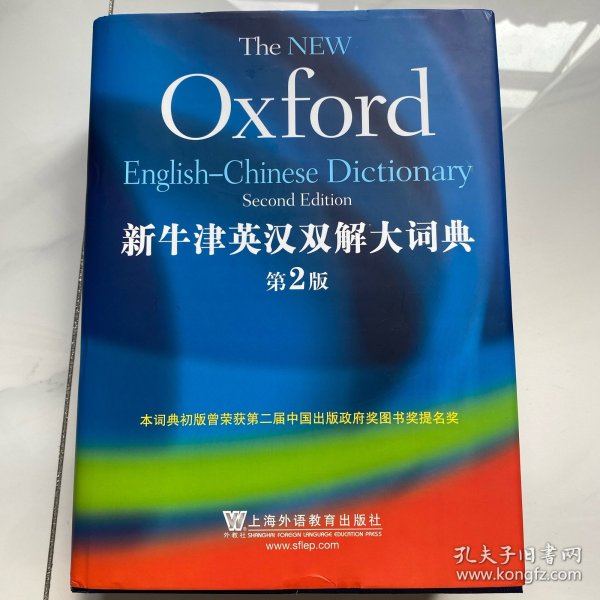 The NEW
Oxford
English-Chinese Dictionary
Second Edition
新牛津英汉双解大词典
第2版
本词典初版曾荣获第二届中国出版政府奖图书奖提名奖
W
外教社
上海外语教育出版社
SHANGHAI FOREIGN LANGUAGE EDUCATION PRESS
www.sflep.com
孔夫子旧书网
www.kongfz.com